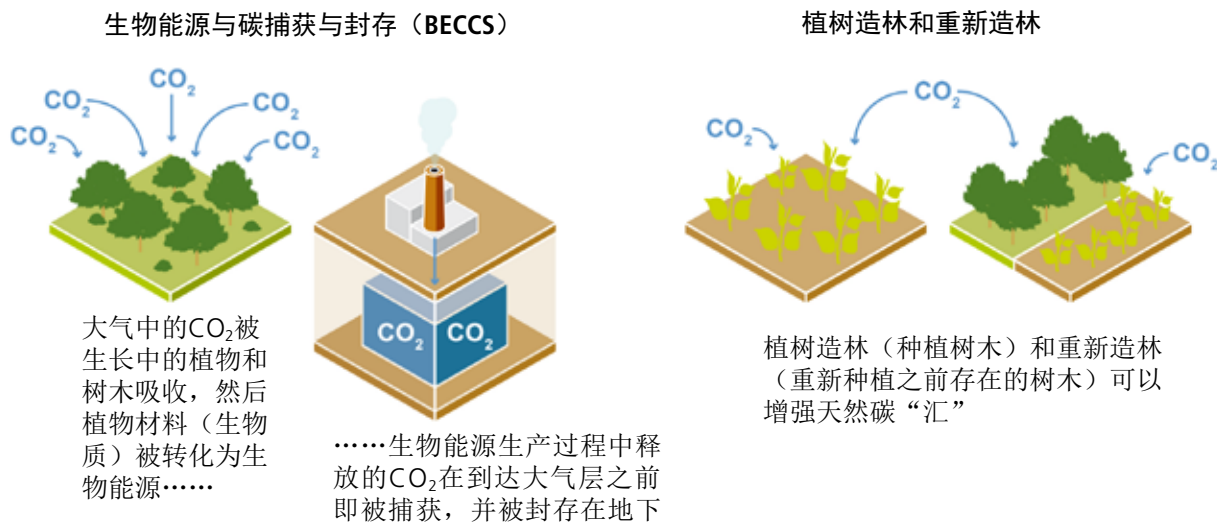 生物能源与碳捕获与封存（BECCS）
CO₂
CO₂
CO₂
CO₂
CO₂
大气中的CO₂被
生长中的植物和
树木吸收，然后
植物材料（生物
质）被转化为生
物能源……
CO₂
CO₂
……生物能源生产过程中释
放的CO₂在到达大气层之前
即被捕获，并被封存在地下
植树造林和重新造林
CO₂
CO₂
CO₂
植树造林（种植树木）和重新造林
（重新种植之前存在的树木）可以
增强天然碳“汇”